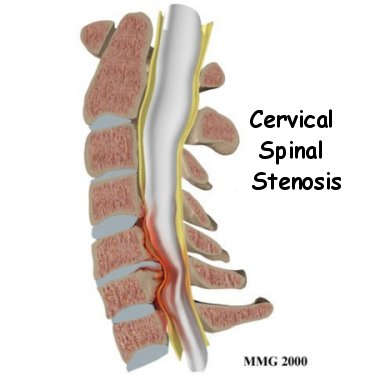 Cervical
Spinal
Stenosis
MMG 2000